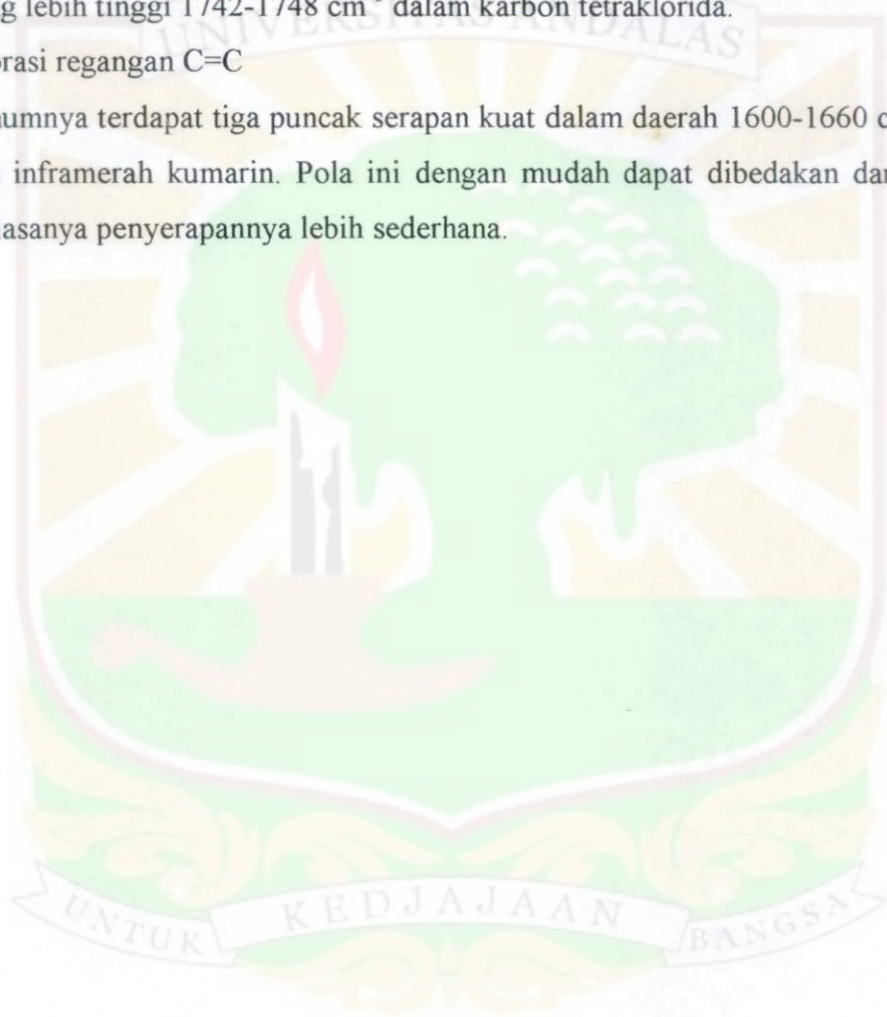 g lebih tinggi 1742-1748 cm⁻¹ dalam karbon tetraklorida.
UNIVERSITAS ANDALAS
rasi regangan C=C
umnya terdapat tiga puncak serapan kuat dalam daerah 1600-1660 c
inframerah kumarin. Pola ini dengan mudah dapat dibedakan dar
asanya penyerapannya lebih sederhana.
UNTUK KEDJAJAAN BANGSA